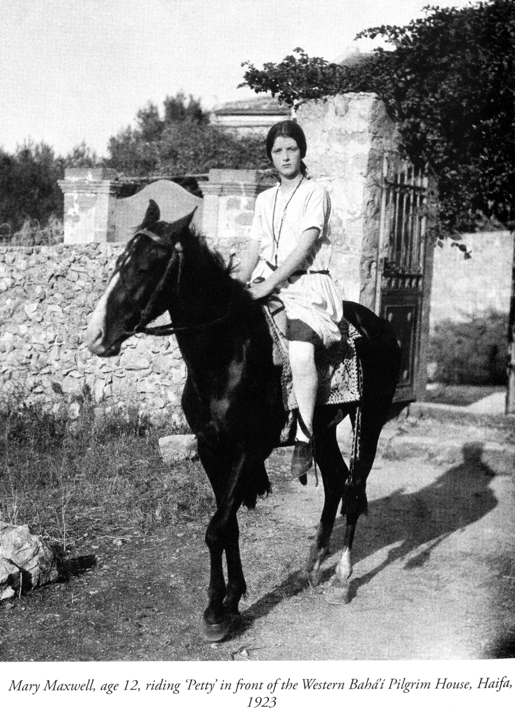 Mary Maxwell, age 12, riding ‘Petty’ in front of the Western Bahá’í Pilgrim House, Haifa,
1923